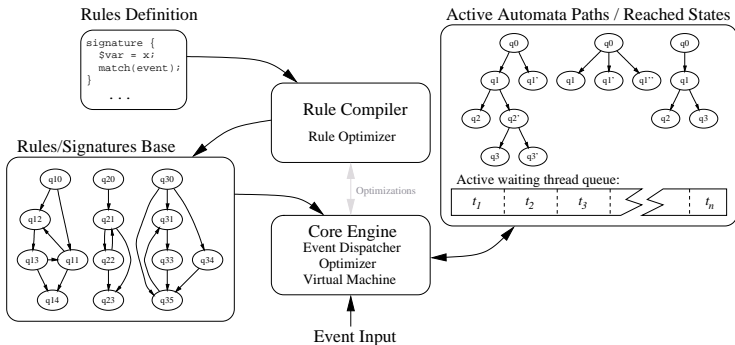 Rules Definition
signature {
$var = x;
match(event);
}
...
Rule Compiler
Rule Optimizer
Rules/Signatures Base
q10
q20
q30
q12
q21
q31
q13
q11
q22
q33
q34
q14
q23
q35
Optimizations
Core Engine
Event Dispatcher
Optimizer
Virtual Machine
Event Input
Active Automata Paths / Reached States
q0
q0
q0
q1
q1'
q1
q1'
q1''
q1
q2
q2'
q2
q3
q3
q3'
Active waiting thread queue:
t1 t2 t3 tn